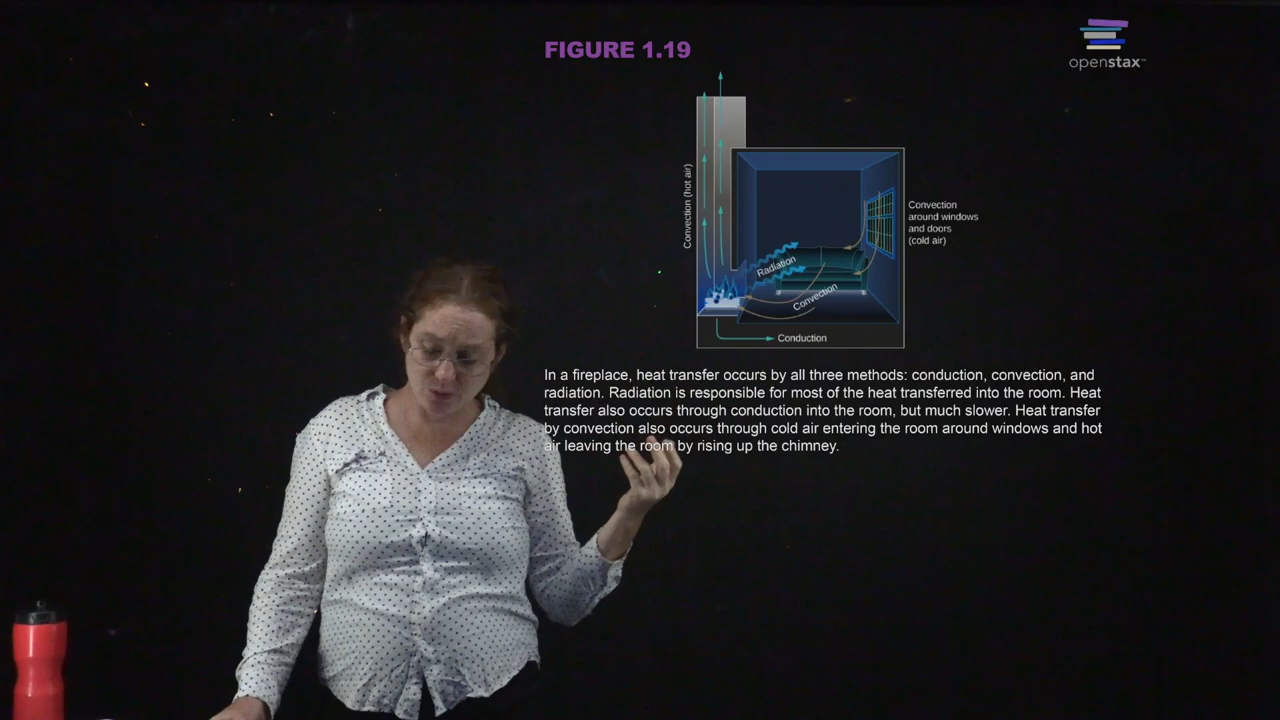 FIGURE 1.19
openstax™
Convection (hot air)
Convection
around windows
and doors
(cold air)
Radiation
Convection
Conduction
In a fireplace, heat transfer occurs by all three methods: conduction, convection, and
radiation. Radiation is responsible for most of the heat transferred into the room. Heat
transfer also occurs through conduction into the room, but much slower. Heat transfer
by convection also occurs through cold air entering the room around windows and hot
air leaving the room by rising up the chimney.